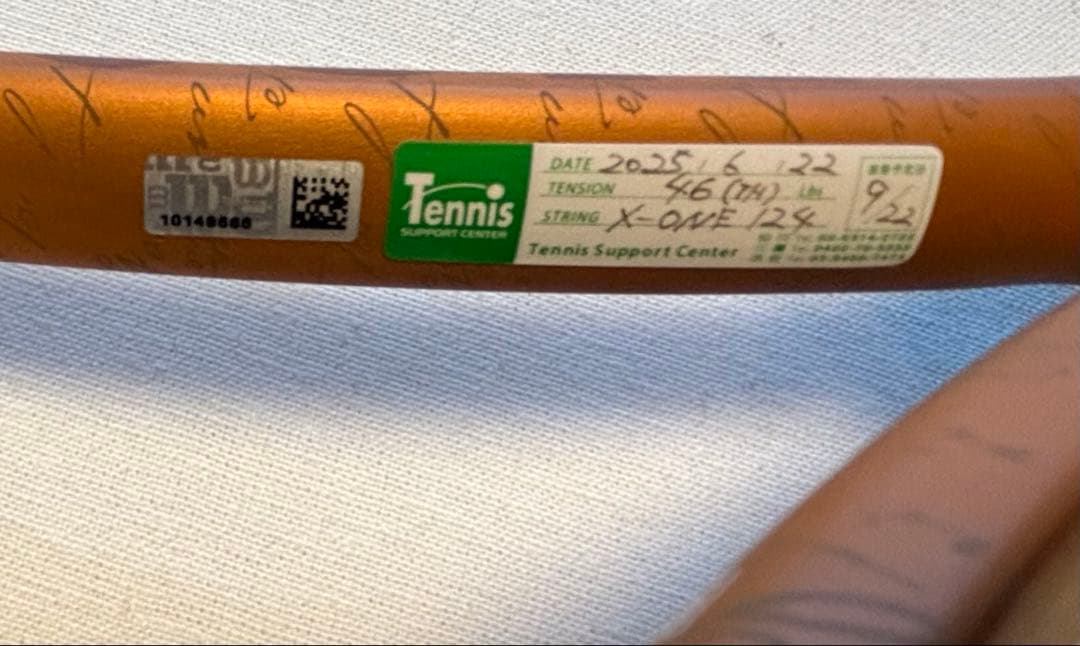 10148666
Tennis
SUPPORT CENTER
DATE 2025 . 6 . 22
TENSION 46 (TH) Lbs
STRING X-ONE 124
Tennis Support Center
9/22